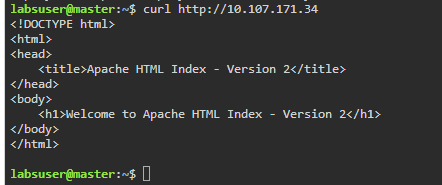 labsuser@master:~$ curl http://10.107.171.34
<!DOCTYPE html>
<html>
<head>
    <title>Apache HTML Index - Version 2</title>
</head>
<body>
    <h1>Welcome to Apache HTML Index - Version 2</h1>
</body>
</html>
labsuser@master:~$